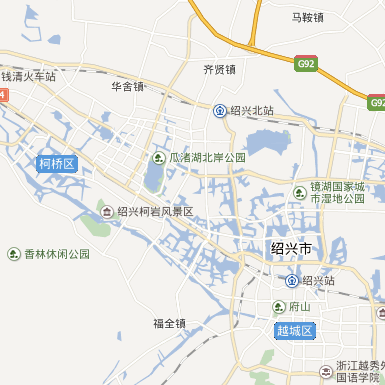 马鞍镇
G92
齐贤镇
钱清火车站
华舍镇
4
G92
绍兴北站
瓜渚湖北岸公园
柯桥区
镜湖国家城
市湿地公园
绍兴柯岩风景区
香林休闲公园
绍兴市
绍兴站
府山
福全镇
越城区
浙江越秀外
国语学院